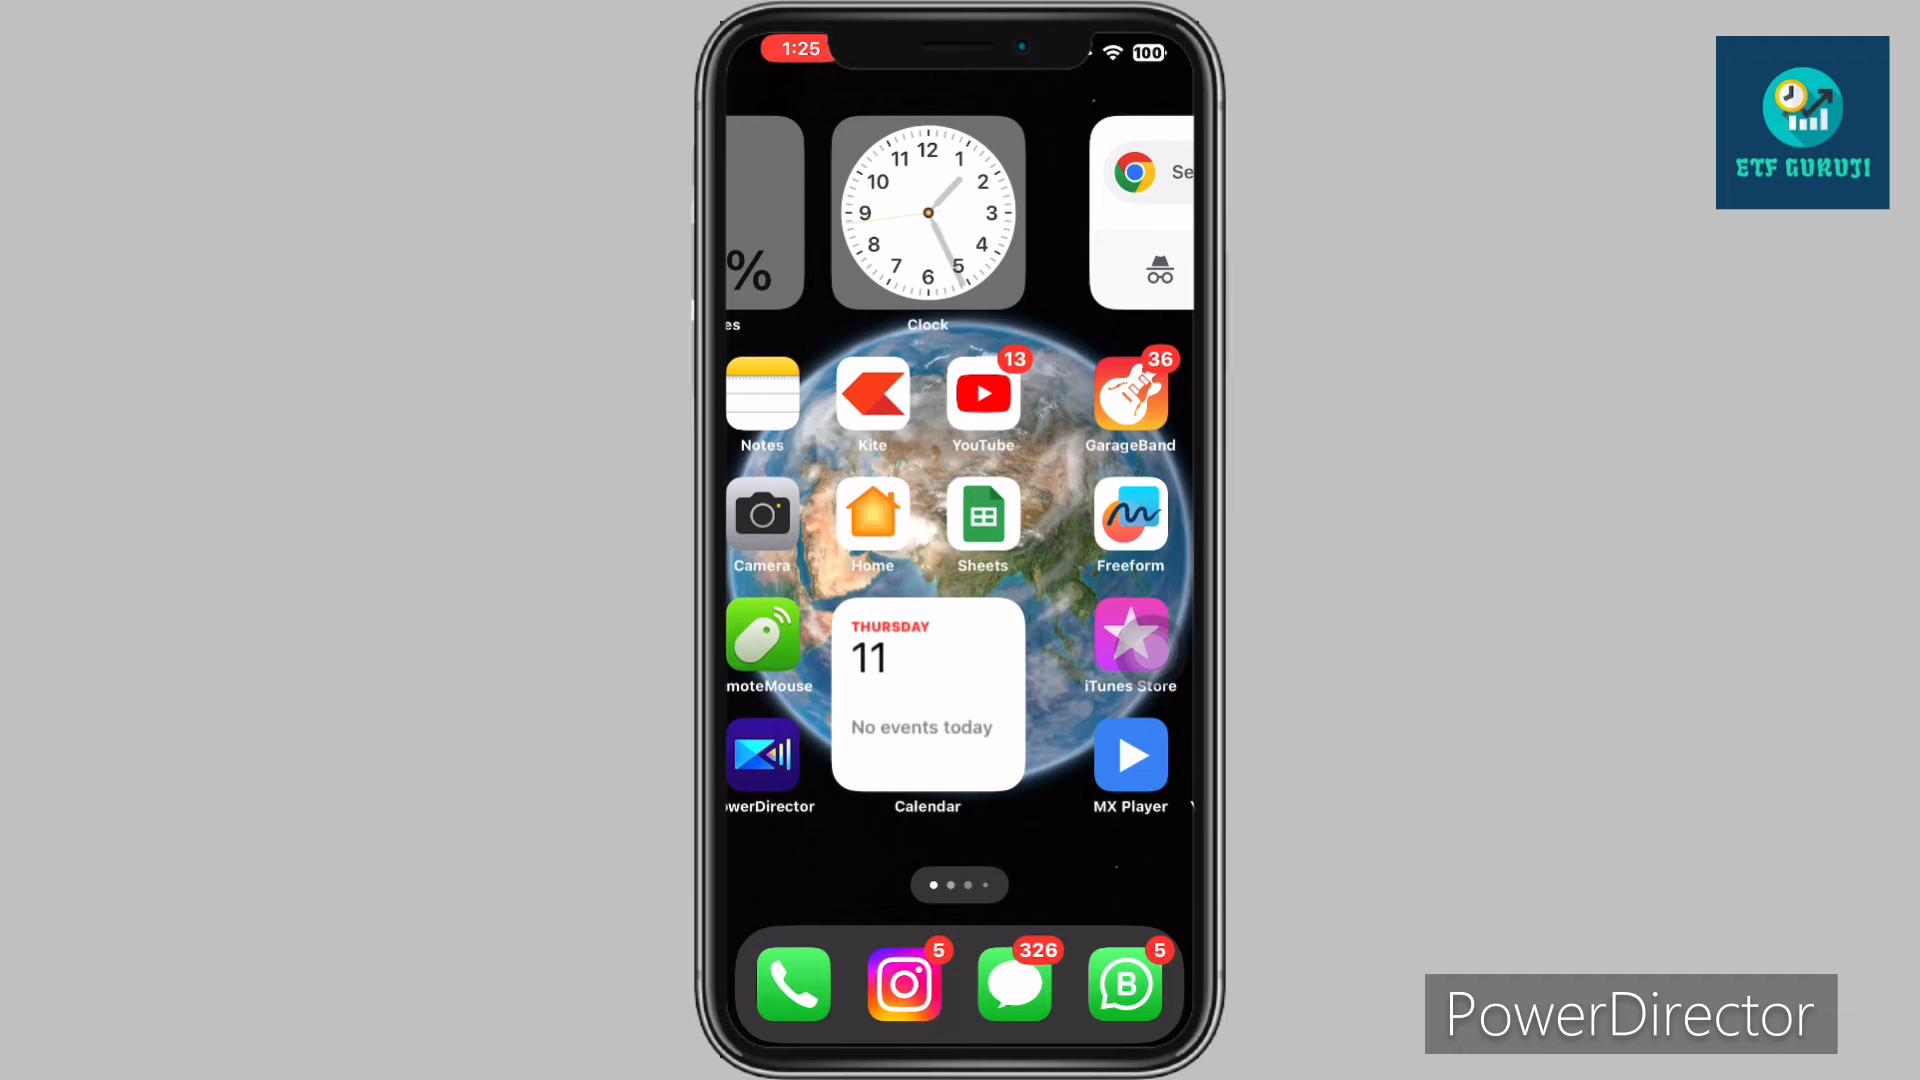 1:25
100
ETF GURUJI
12
11
1
10
2
9
3
8
4
7
5
6
Se
%
es
Clock
13
36
Notes
Kite
YouTube
GarageBand
Camera
Home
Sheets
Freeform
THURSDAY
11
No events today
moteMouse
iTunes Store
werDirector
Calendar
MX Player
5
326
5
B
PowerDirector